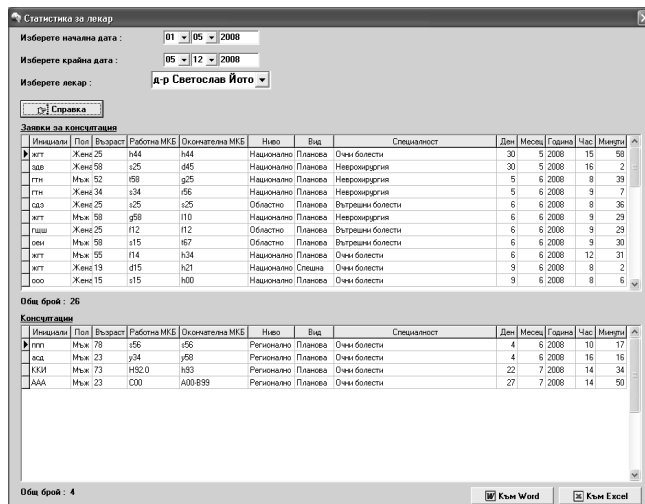 Статистика за лекар
Изберете начална дата : 01 05 2008
Изберете крайна дата : 05 12 2008
Изберете лекар : д-р Светослав Йото
Справка
Заявки за консултация
Инициали Пол Възраст Работна МКБ Окончателна МКБ Ниво Вид Специалност Ден Месец Година Час Минути
жгт Жена 25 h44 h44 Национално Планова Очни болести 30 5 2008 15 58
здв Жена 58 s25 d45 Национално Планова Неврохирургия 30 5 2008 16 2
гтн Мъж 52 f58 g25 Национално Планова Неврохирургия 5 6 2008 8 39
гтн Жена 34 s34 r56 Национално Планова Неврохирургия 5 6 2008 9 7
сдз Жена 25 s25 s25 Областно Планова Вътрешни болести 6 6 2008 8 36
жгт Мъж 58 g58 l10 Национално Планова Неврохирургия 6 6 2008 9 29
гщш Жена 25 f12 f12 Областно Планова Вътрешни болести 6 6 2008 9 29
оеи Мъж 58 s15 t67 Областно Планова Вътрешни болести 6 6 2008 9 30
жгт Мъж 55 f14 h34 Национално Планова Очни болести 6 6 2008 12 31
жгт Жена 19 d15 h21 Национално Спешна Очни болести 9 6 2008 8 2
ооо Жена 15 s15 h00 Национално Планова Очни болести 9 6 2008 8 6
Общ брой : 26
Консултации
Инициали Пол Възраст Работна МКБ Окончателна МКБ Ниво Вид Специалност Ден Месец Година Час Минути
ппп Мъж 78 s56 s56 Регионално Планова Очни болести 4 6 2008 10 17
асд Мъж 23 y34 y58 Регионално Планова Очни болести 4 6 2008 16 16
ККИ Мъж 73 H92.0 h93 Регионално Планова Очни болести 22 7 2008 14 34
ААА Мъж 23 C00 A00-B99 Регионално Планова Очни болести 27 7 2008 14 50
Общ брой : 4
Към Word Към Excel